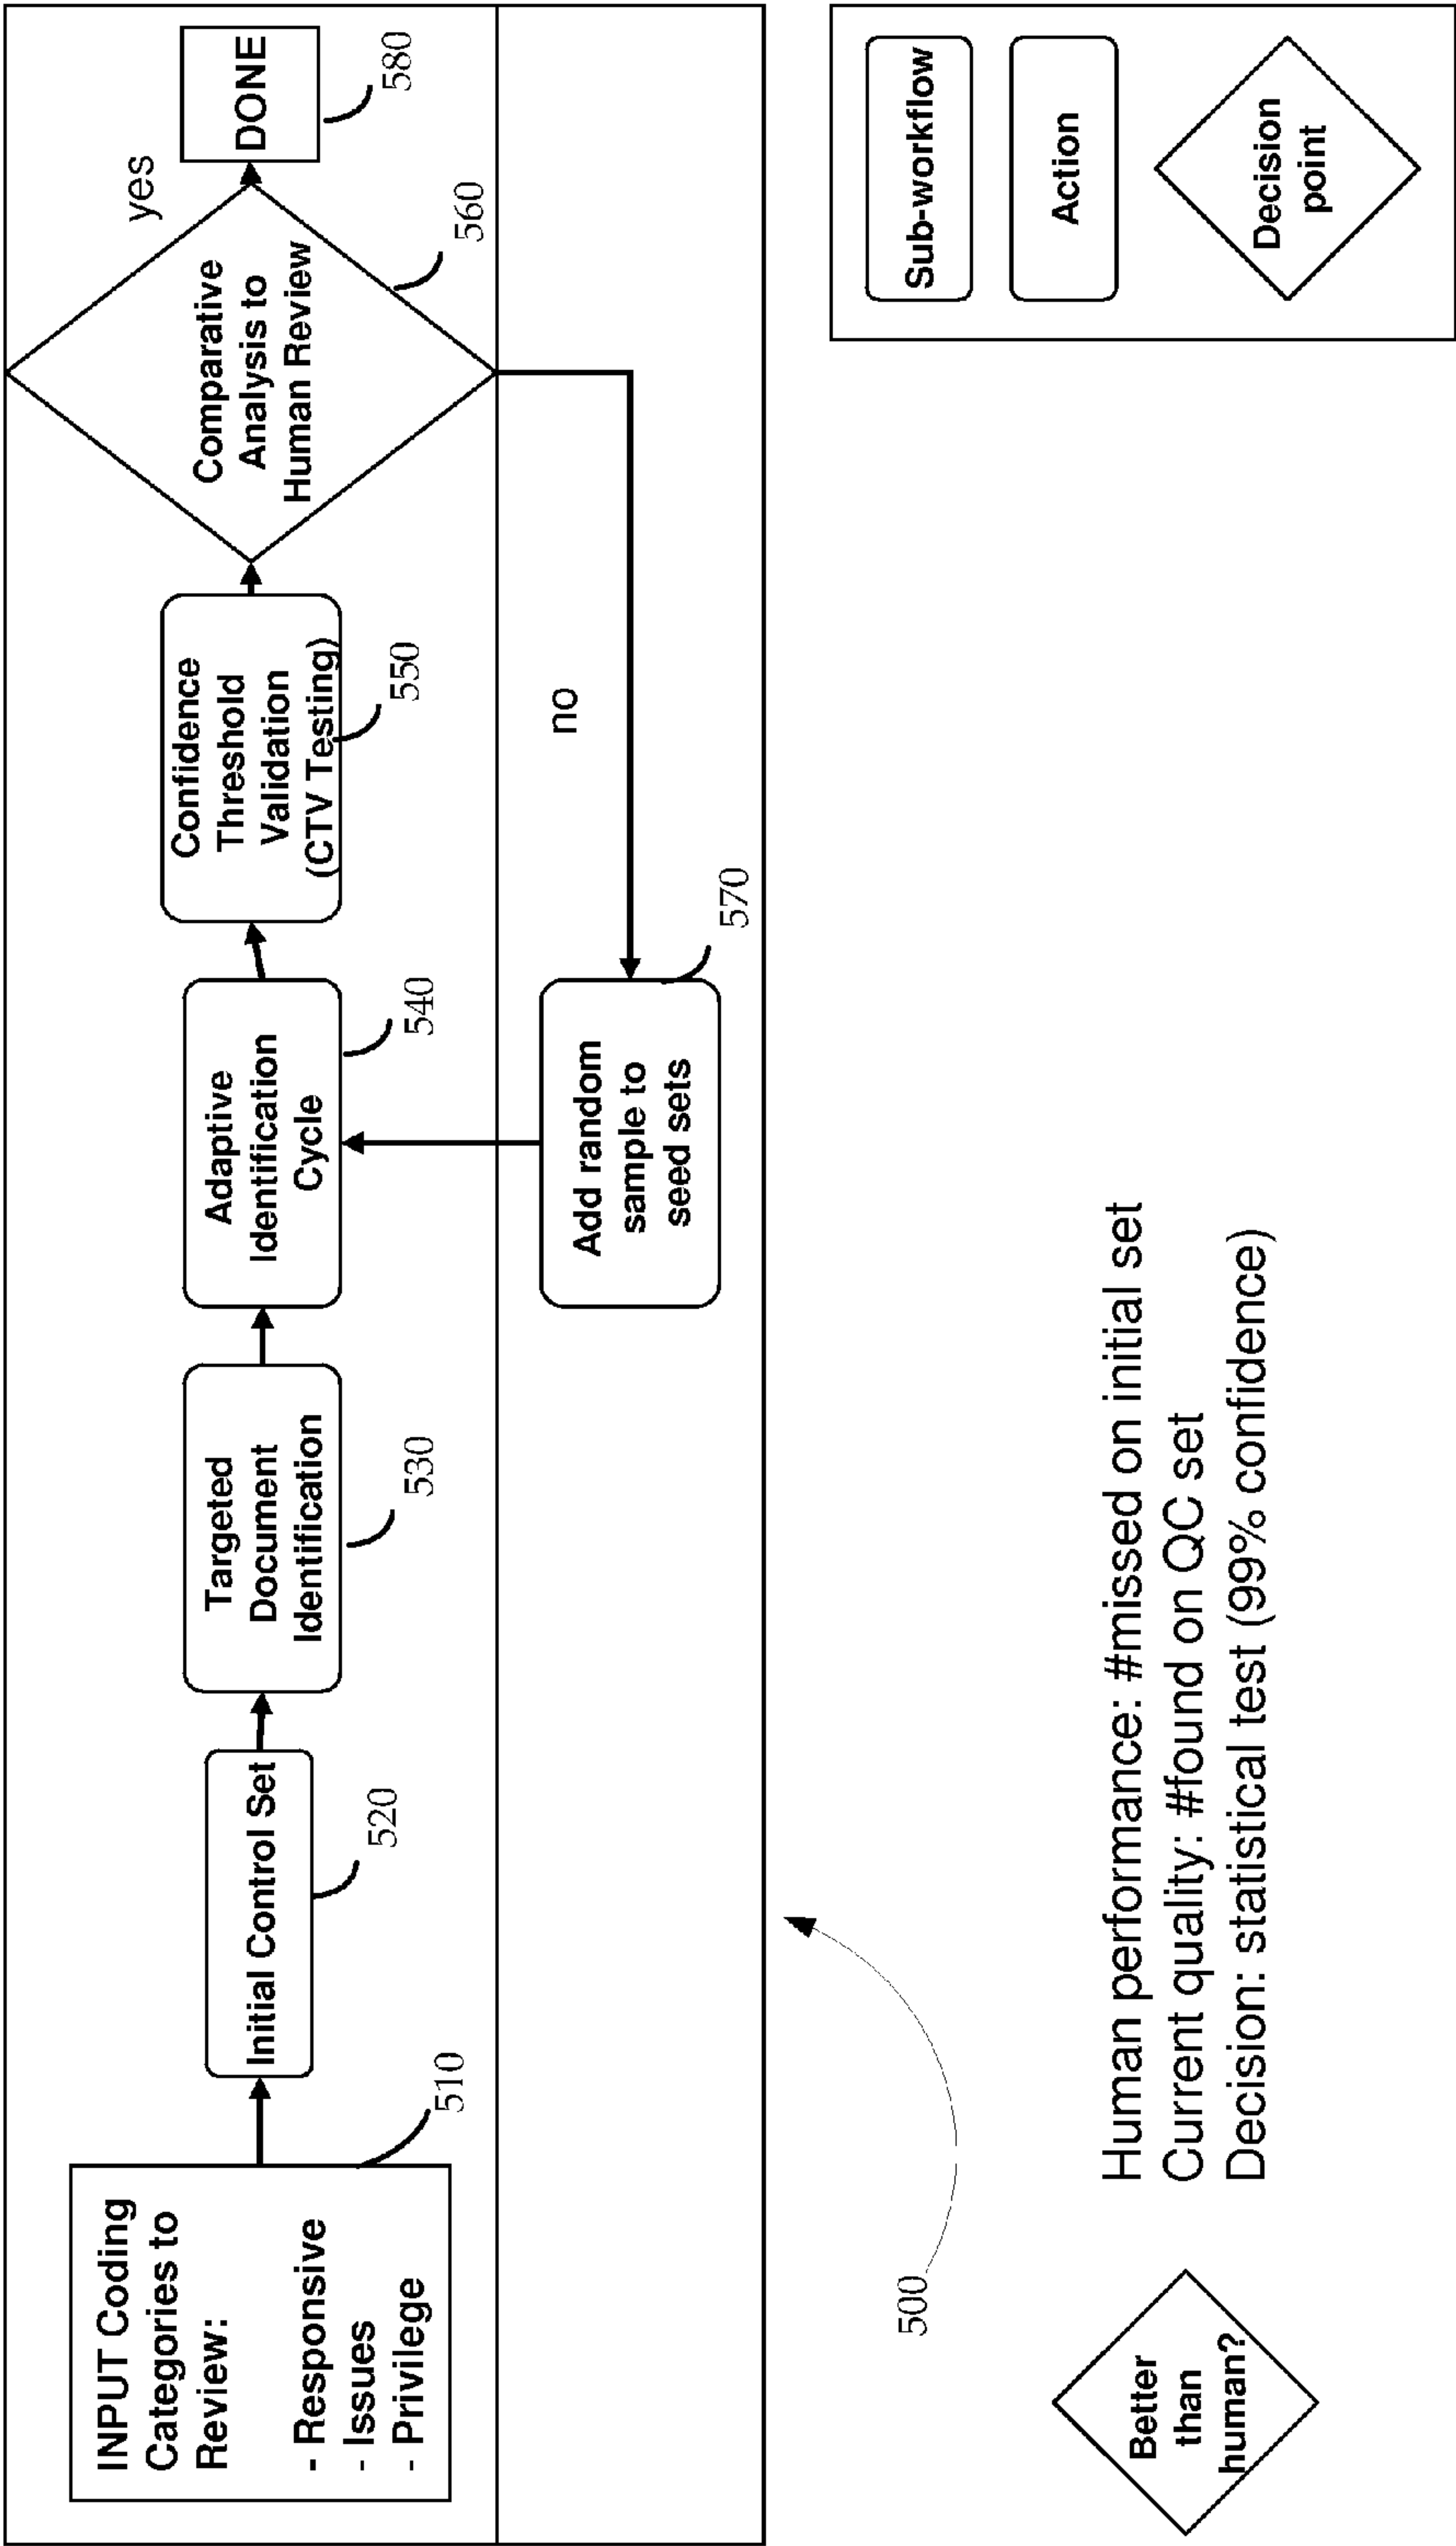 INPUT Coding
Categories to
Review:
- Responsive
- Issues
- Privilege
510
Initial Control Set
520
Targeted
Document
Identification
530
Adaptive
Identification
Cycle
540
Confidence
Threshold
Validation
(CTV Testing)
550
Comparative
Analysis to
Human Review
560
yes
DONE
580
no
Add random
sample to
seed sets
570
500
Better
than
human?
Human performance: #missed on initial set
Current quality: #found on QC set
Decision: statistical test (99% confidence)
Sub-workflow
Action
Decision
point